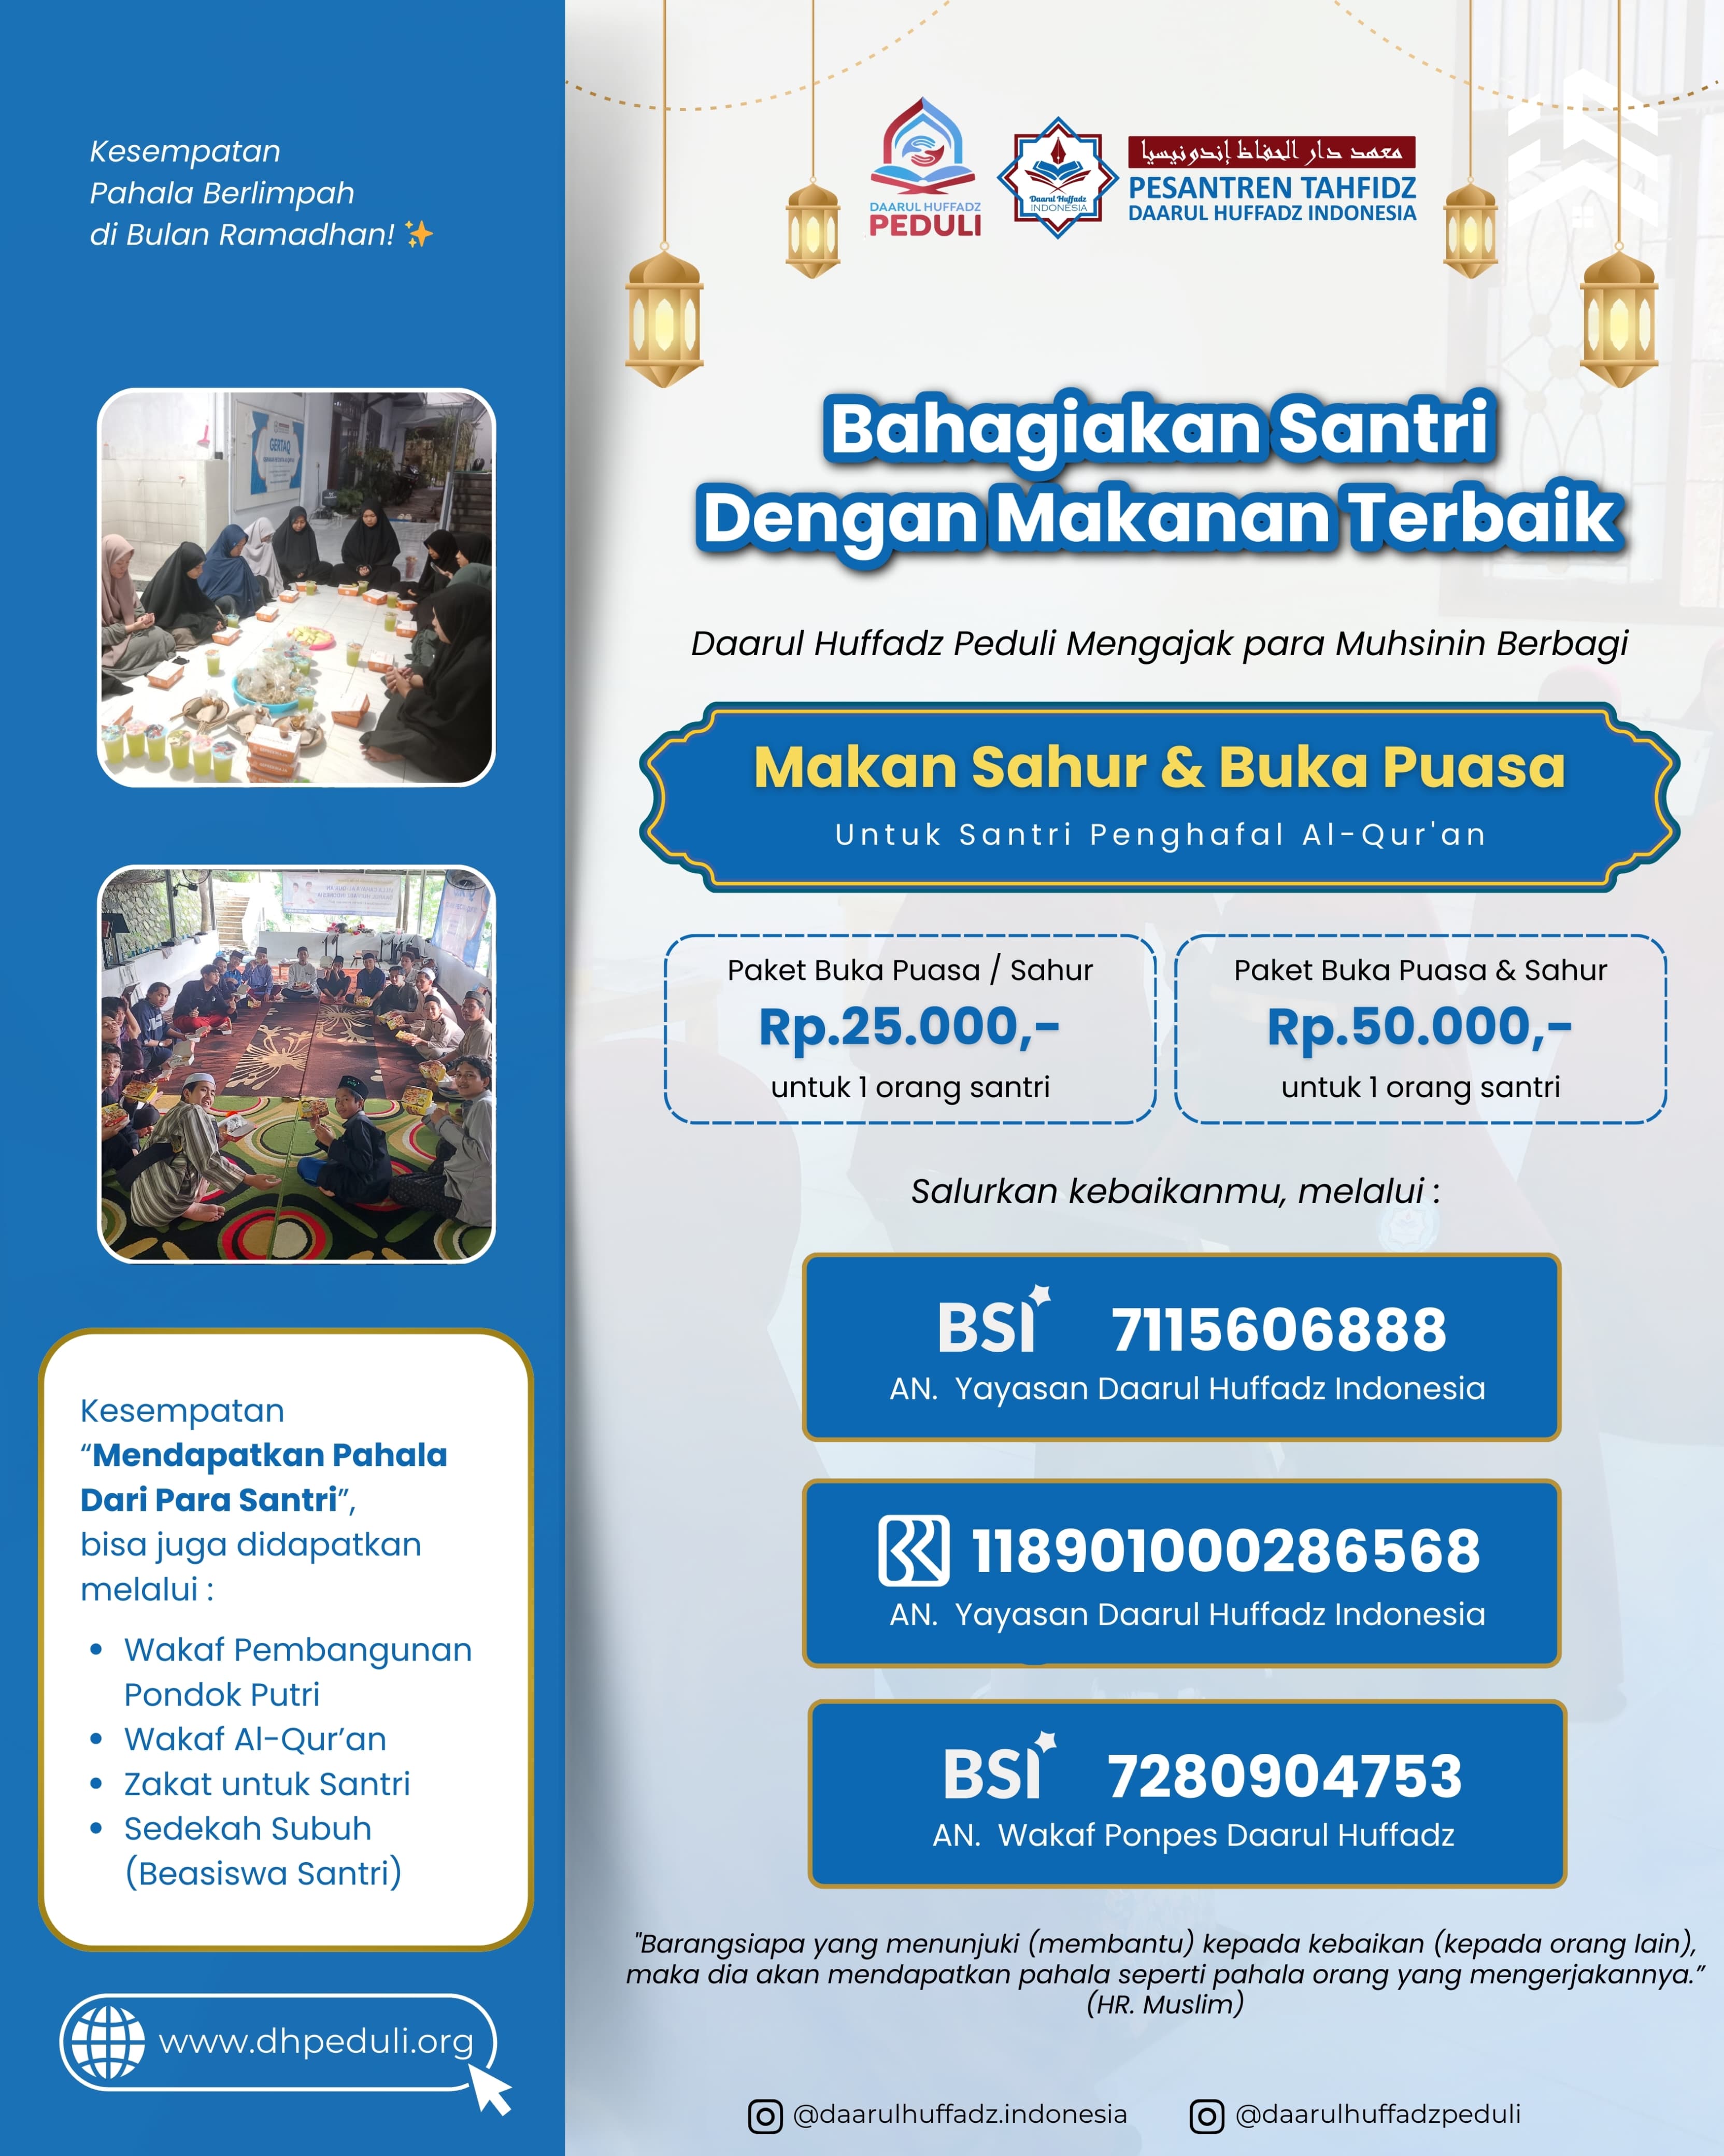 Kesempatan
Pahala Berlimpah
di Bulan Ramadhan! ✨
GERTAQ
Kesempatan
“Mendapatkan Pahala
Dari Para Santri”,
bisa juga didapatkan
melalui :
• Wakaf Pembangunan
Pondok Putri
• Wakaf Al-Qur’an
• Zakat untuk Santri
• Sedekah Subuh
(Beasiswa Santri)
www.dhpeduli.org
DAARUL HUFFADZ
PEDULI
Daarul Huffadz
INDONESIA
معهد دار الحفاظ إندونيسيا
PESANTREN TAHFIDZ
DAARUL HUFFADZ INDONESIA
Bahagiakan Santri
Dengan Makanan Terbaik
Daarul Huffadz Peduli Mengajak para Muhsinin Berbagi
Makan Sahur & Buka Puasa
Untuk Santri Penghafal Al-Qur'an
Paket Buka Puasa / Sahur
Rp.25.000,-
untuk 1 orang santri
Paket Buka Puasa & Sahur
Rp.50.000,-
untuk 1 orang santri
Salurkan kebaikanmu, melalui :
BSI 7115606888
AN. Yayasan Daarul Huffadz Indonesia
118901000286568
AN. Yayasan Daarul Huffadz Indonesia
BSI 7280904753
AN. Wakaf Ponpes Daarul Huffadz
"Barangsiapa yang menunjuki (membantu) kepada kebaikan (kepada orang lain),
maka dia akan mendapatkan pahala seperti pahala orang yang mengerjakannya.”
(HR. Muslim)
@daarulhuffadz.indonesia
@daarulhuffadzpeduli